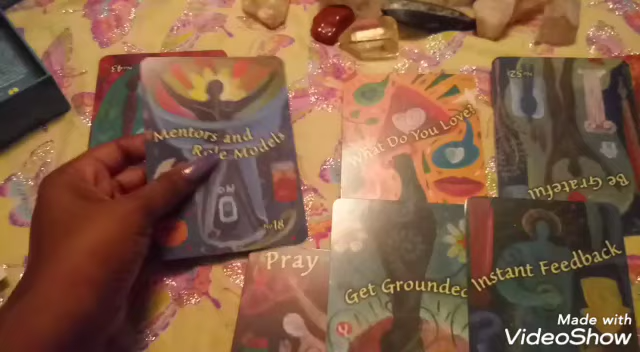 Mentors and
Role Models
What Do You Love?
Be Grateful
Pray
Get Grounded
Instant Feedback
Made with
VideoShow